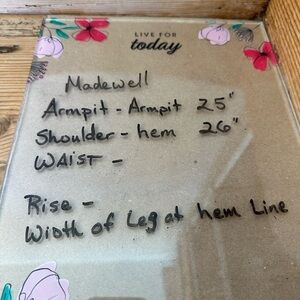 LIVE FOR
today
Madewell
Armpit - Armpit 25"
Shoulder - hem 26"
WAIST -
Rise -
Width of Leg at hem Line